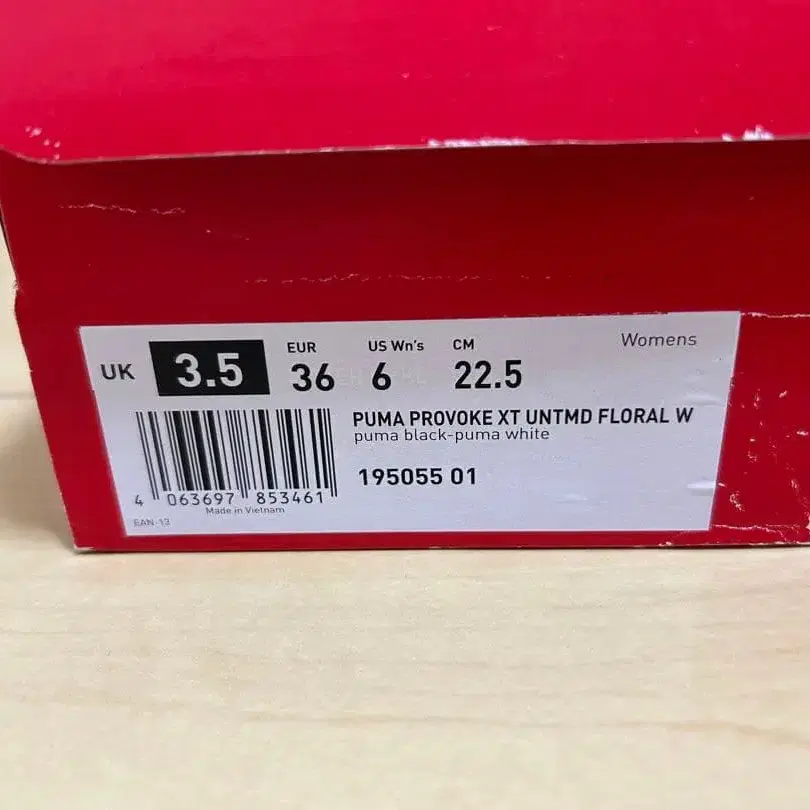 Womens
UK 3.5
EUR 36
US Wn's 6
CM 22.5
PUMA PROVOKE XT UNTMD FLORAL W
puma black-puma white
195055 01
4 063697 853461
Made in Vietnam
EAN-13